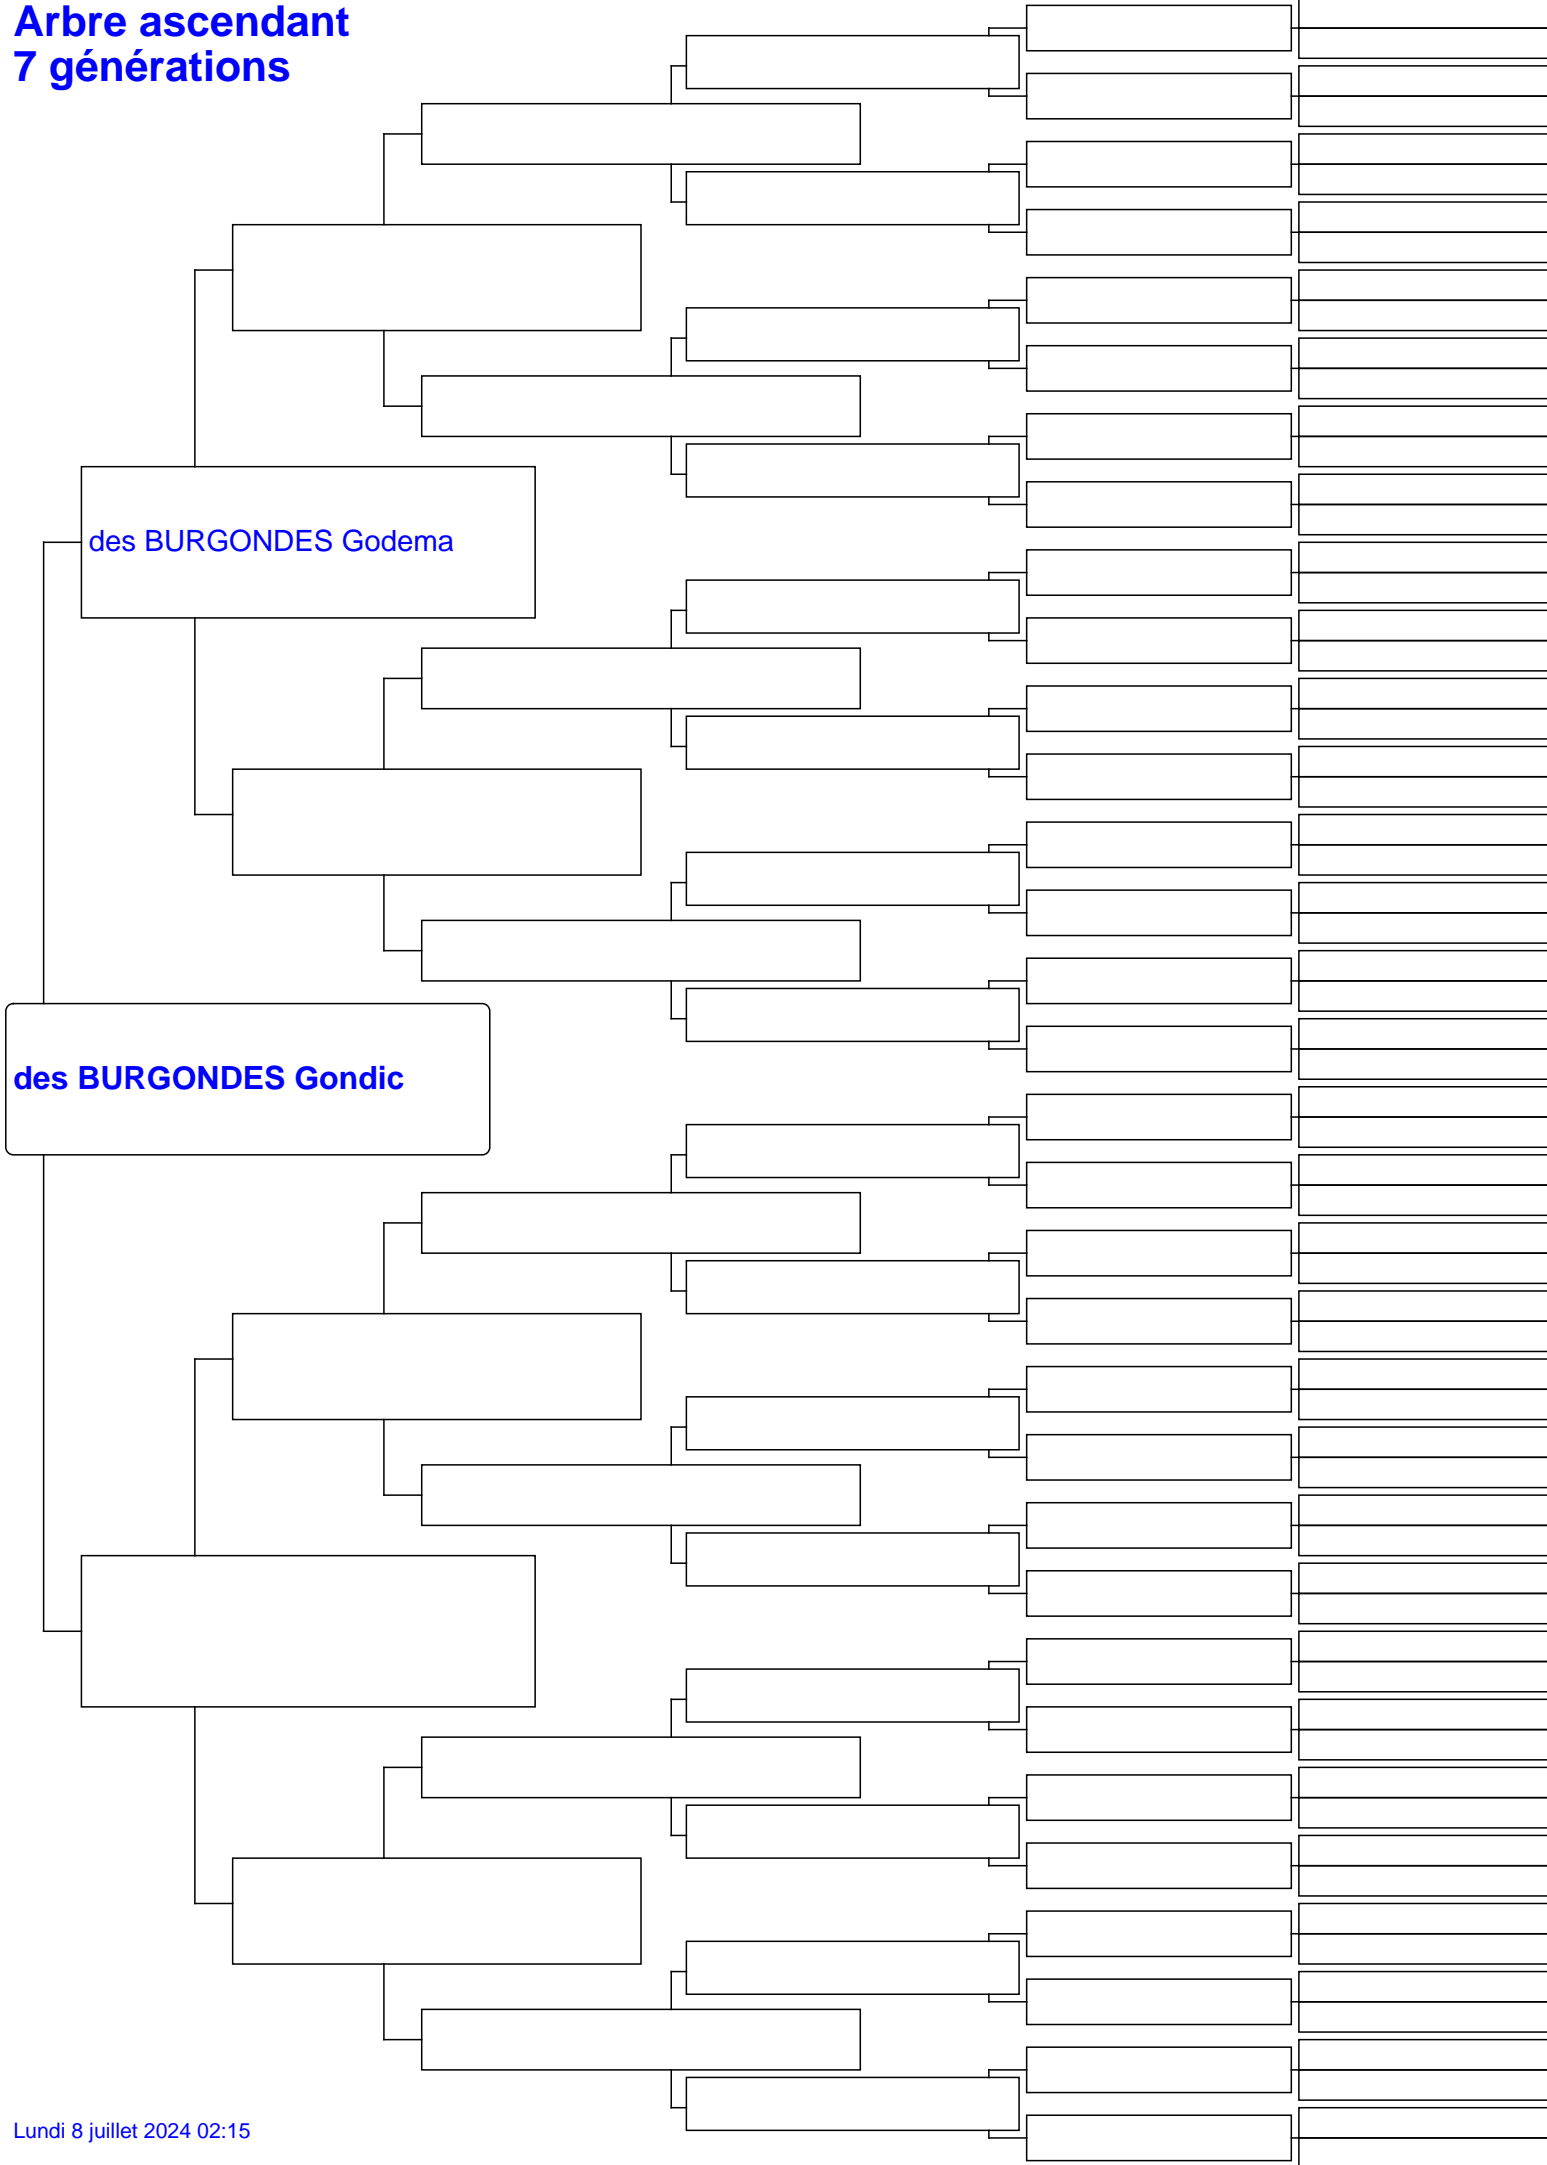 Arbre ascendant
7 générations
des BURGONDES Godema
des BURGONDES Gondic
Lundi 8 juillet 2024 02:15